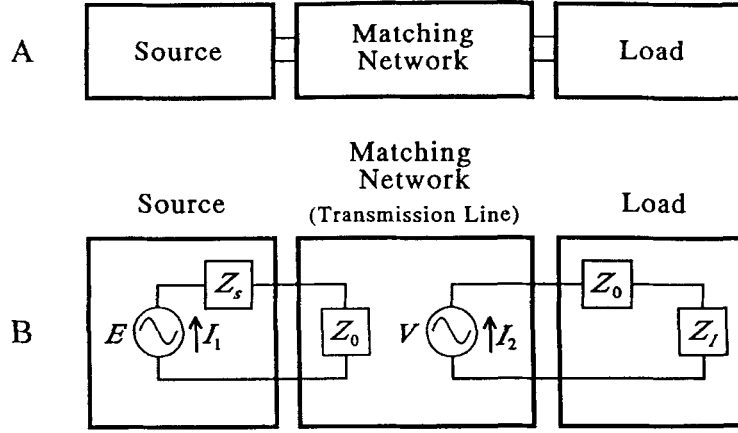 A
Source
Matching
Network
Load
Matching
Network
Source
(Transmission Line)
Load
B
E
I₁
Zₛ
Z₀
V
I₂
Z₀
Zₗ